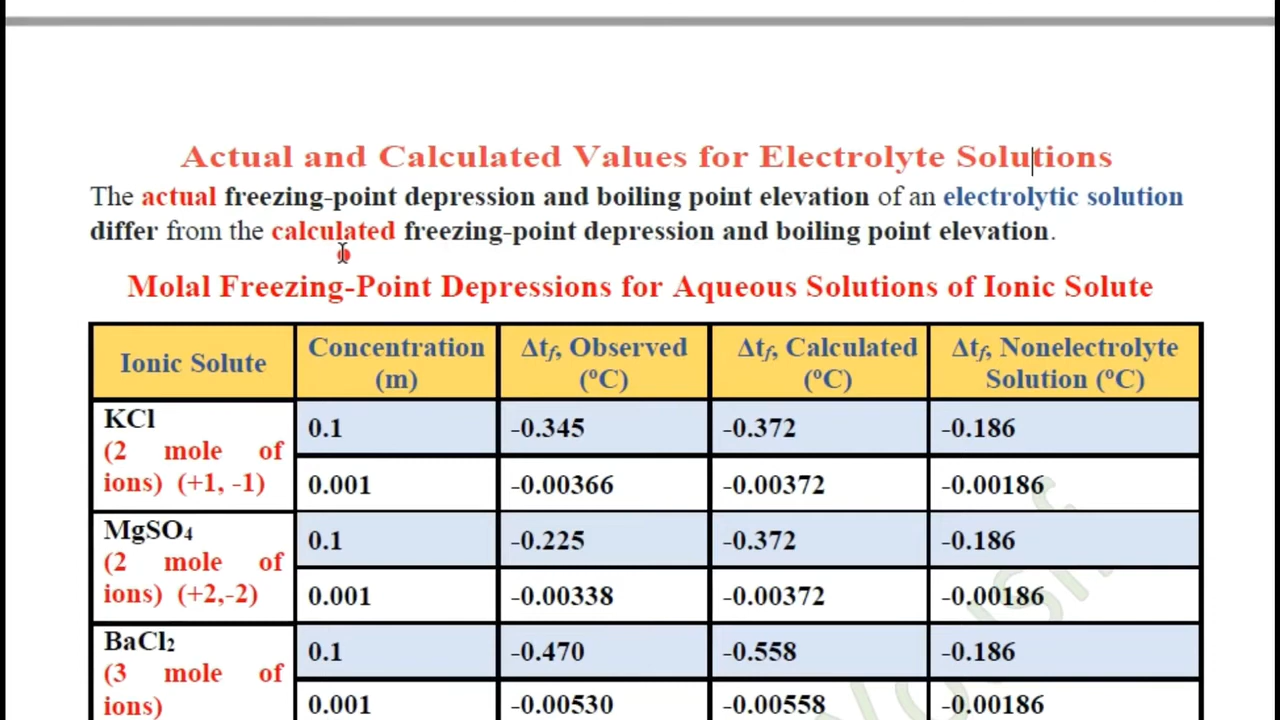 Actual and Calculated Values for Electrolyte Solutions
The actual freezing-point depression and boiling point elevation of an electrolytic solution
differ from the calculated freezing-point depression and boiling point elevation.
Molal Freezing-Point Depressions for Aqueous Solutions of Ionic Solute
Ionic Solute
Concentration
(m)
Δtf, Observed
(ºC)
Δtf, Calculated
(ºC)
Δtf, Nonelectrolyte
Solution (ºC)
KCl
(2 mole of
ions) (+1, -1)
0.1 -0.345 -0.372 -0.186
0.001 -0.00366 -0.00372 -0.00186
MgSO4
(2 mole of
ions) (+2,-2)
0.1 -0.225 -0.372 -0.186
0.001 -0.00338 -0.00372 -0.00186
BaCl2
(3 mole of
ions)
0.1 -0.470 -0.558 -0.186
0.001 -0.00530 -0.00558 -0.00186